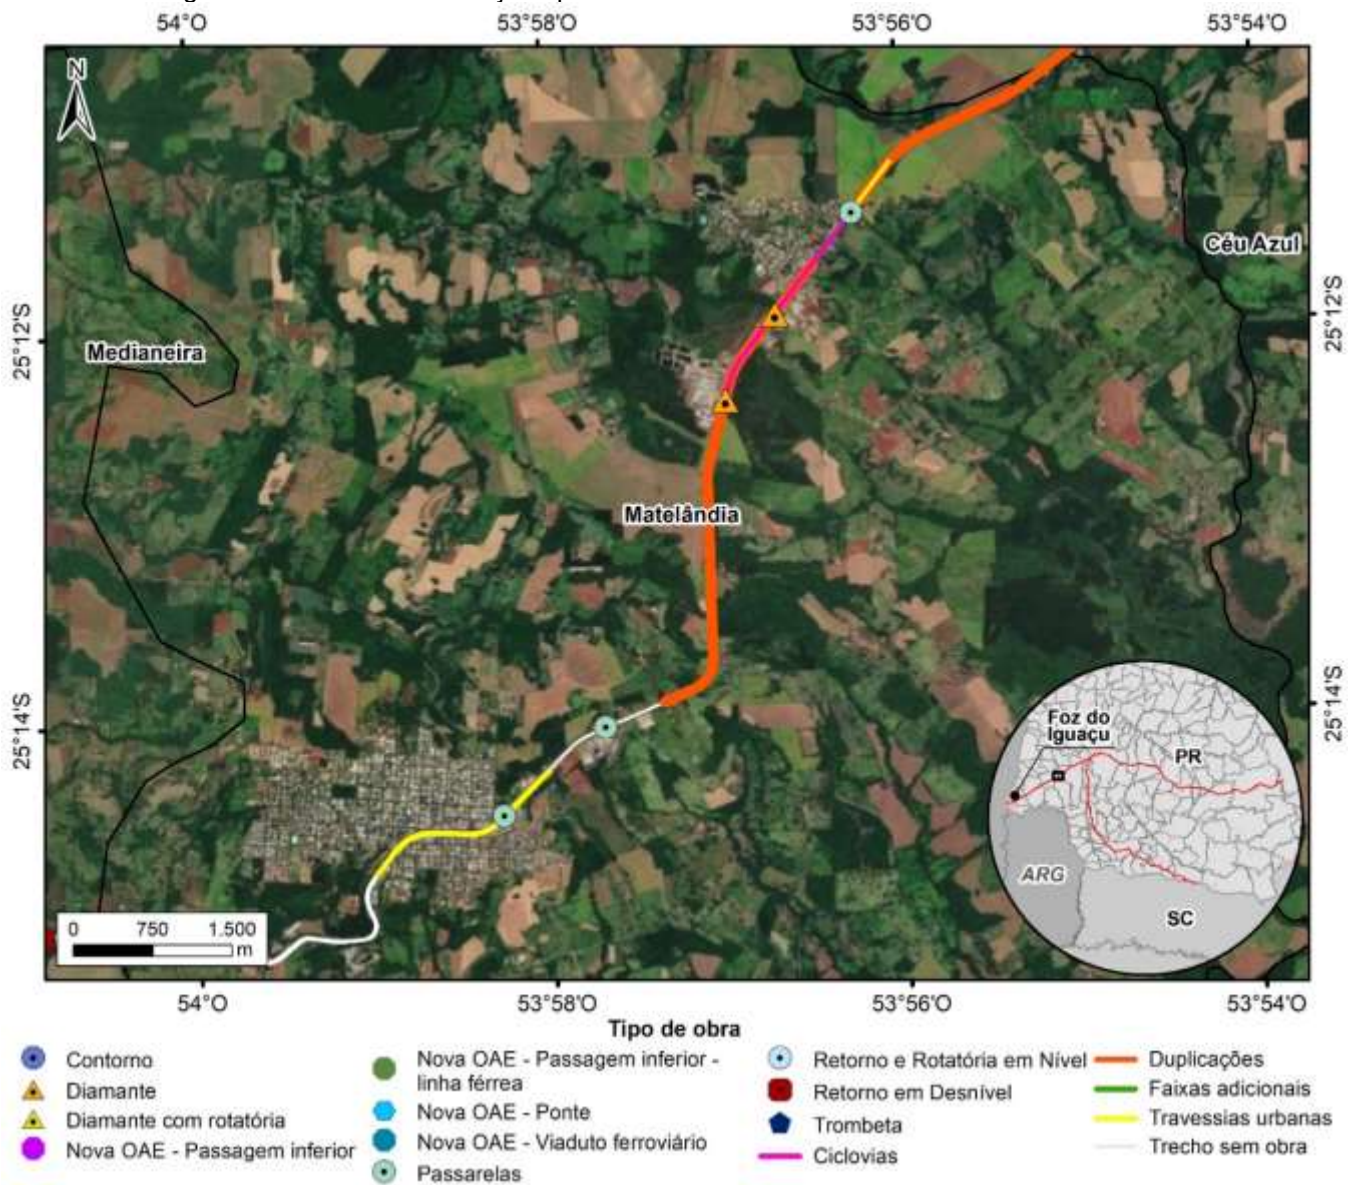 54°O 53°58'O 53°56'O 53°54'O
N
Céu Azul
25°12'S
25°12'S
Medianeira
Matelândia
25°14'S
25°14'S
Foz do
Iguaçu
PR
ARG
SC
0 750 1.500
m
54°O 53°58'O 53°56'O 53°54'O
Tipo de obra
Contorno
Diamante
Diamante com rotatória
Nova OAE - Passagem inferior
Nova OAE - Passagem inferior -
linha férrea
Nova OAE - Ponte
Nova OAE - Viaduto ferroviário
Passarelas
Retorno e Rotatória em Nível
Retorno em Desnível
Trombeta
Ciclovias
Duplicações
Faixas adicionais
Travessias urbanas
Trecho sem obra